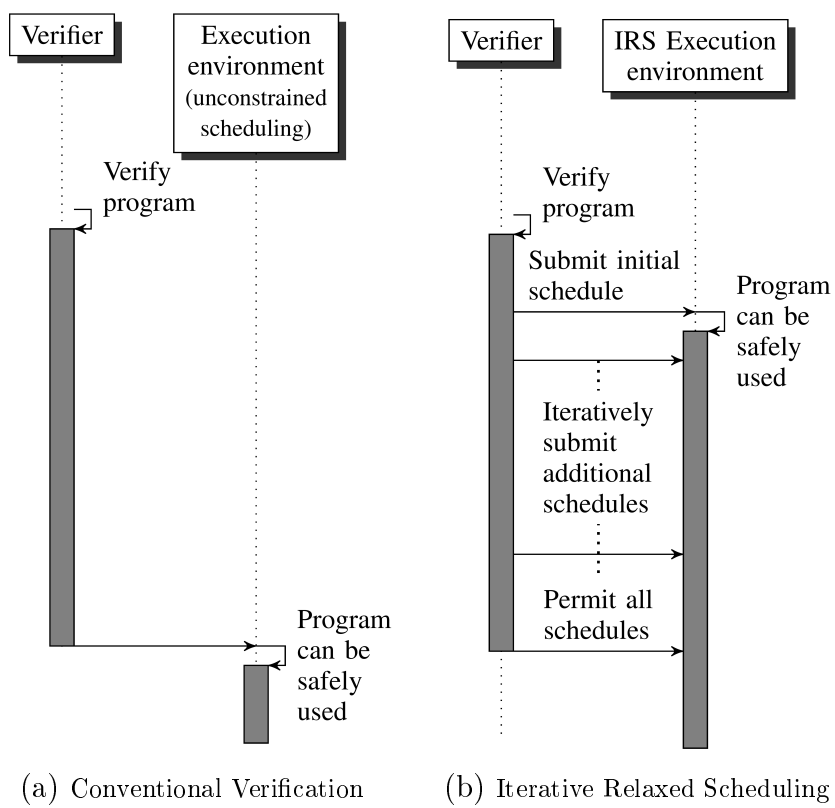 Verifier
Execution
environment
(unconstrained
scheduling)
Verify
program
Program
can be
safely
used
(a) Conventional Verification
Verifier
IRS Execution
environment
Verify
program
Submit initial
schedule
Program
can be
safely
used
Iteratively
submit
additional
schedules
Permit all
schedules
(b) Iterative Relaxed Scheduling